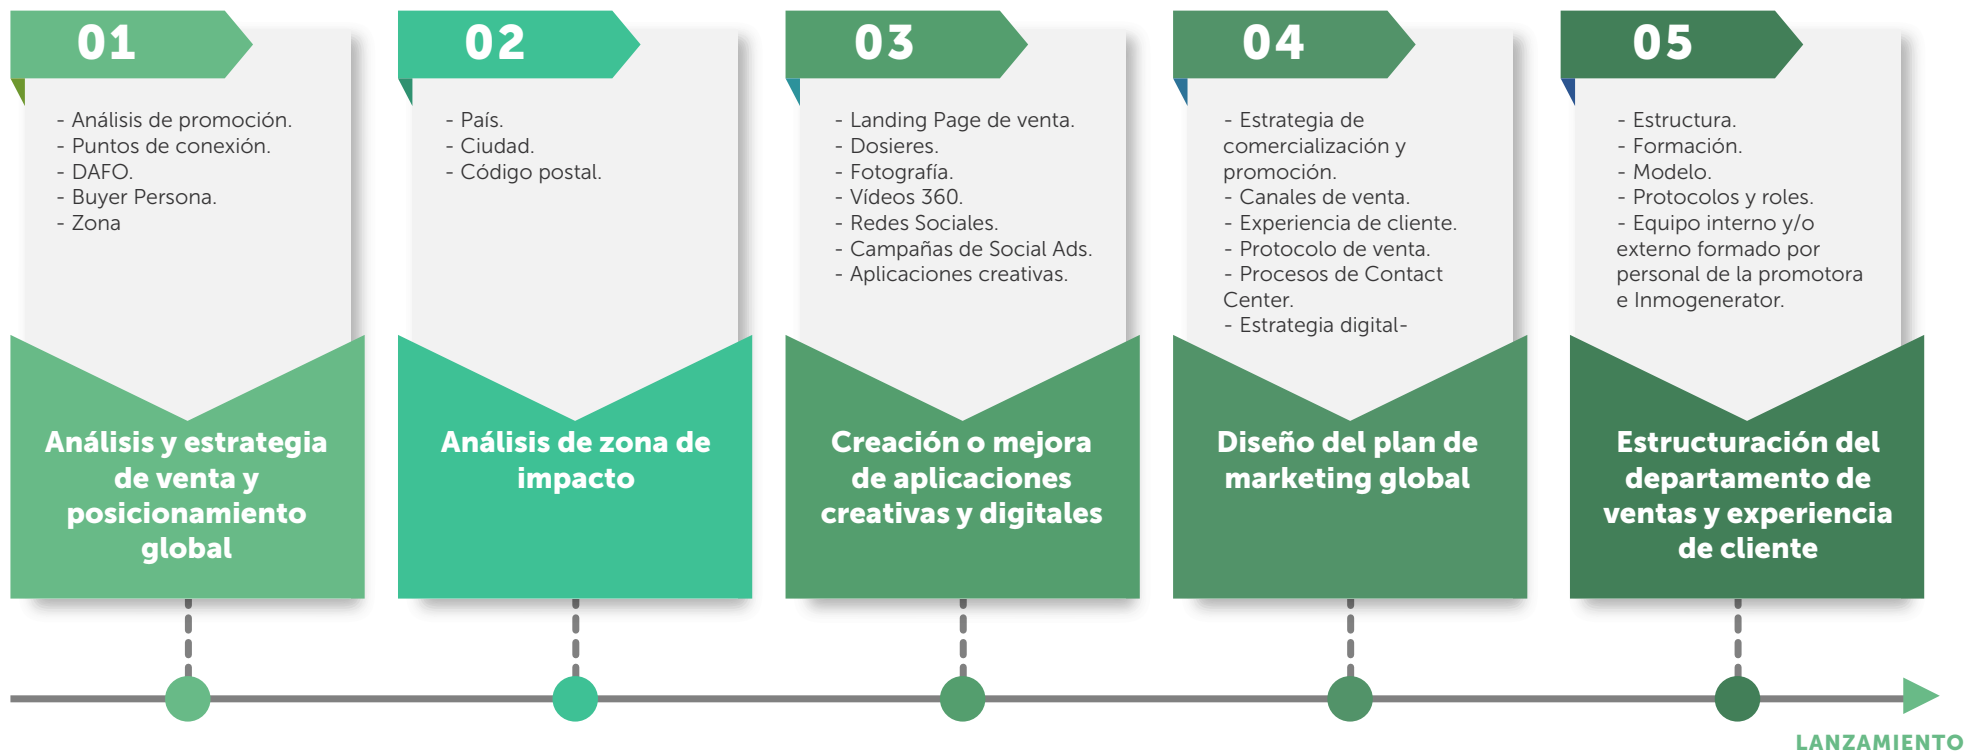 01
- Análisis de promoción.
- Puntos de conexión.
- DAFO.
- Buyer Persona.
- Zona
Análisis y estrategia
de venta y
posicionamiento
global
02
- País.
- Ciudad.
- Código postal.
Análisis de zona de
impacto
03
- Landing Page de venta.
- Dosieres.
- Fotografía.
- Vídeos 360.
- Redes Sociales.
- Campañas de Social Ads.
- Aplicaciones creativas.
Creación o mejora
de aplicaciones
creativas y digitales
04
- Estrategia de
comercialización y
promoción.
- Canales de venta.
- Experiencia de cliente.
- Protocolo de venta.
- Procesos de Contact
Center.
- Estrategia digital-
Diseño del plan de
marketing global
05
- Estructura.
- Formación.
- Modelo.
- Protocolos y roles.
- Equipo interno y/o
externo formado por
personal de la promotora
e Inmogenerator.
Estructuración del
departamento de
ventas y experiencia
de cliente
LANZAMIENTO